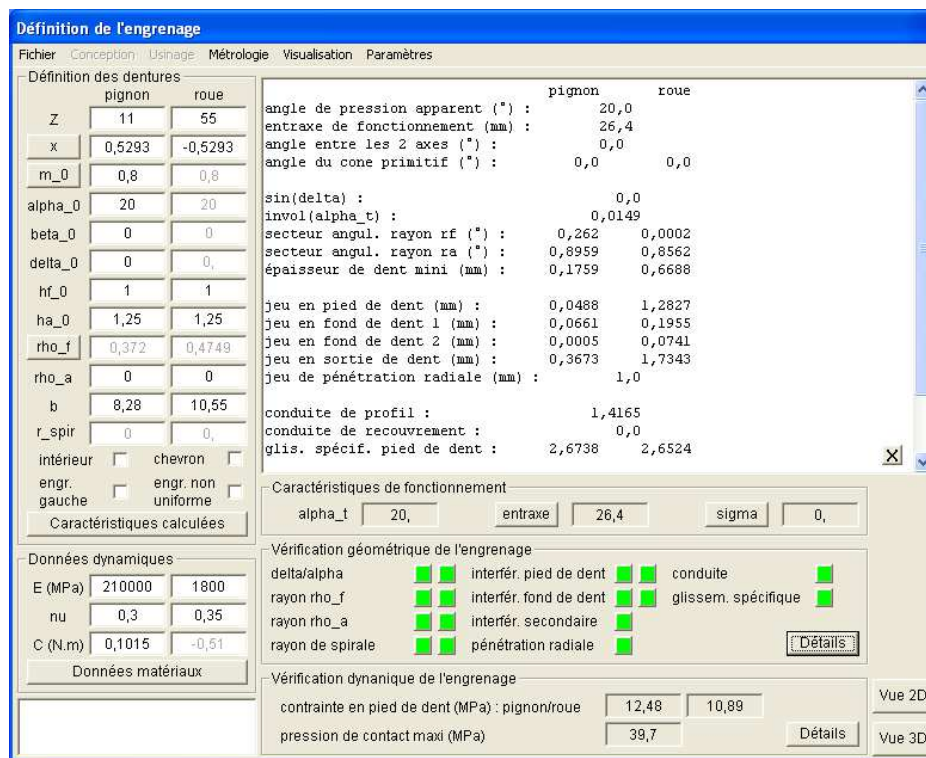 Définition de l'engrenage
Fichier Conception Usinage Métrologie Visualisation Paramètres
Définition des dentures
pignon roue
Z 11 55
x 0,5293 -0,5293
m_0 0,8 0,8
alpha_0 20 20
beta_0 0 0
delta_0 0 0,
hf_0 1 1
ha_0 1,25 1,25
rho_f 0,372 0,4749
rho_a 0 0
b 8,28 10,55
r_spir 0 0,
intérieur chevron
engr. gauche engr. non uniforme
Caractéristiques calculées
Données dynamiques
E (MPa) 210000 1800
nu 0,3 0,35
C (N.m) 0,1015 -0,51
Données matériaux
pignon roue
angle de pression apparent (°) : 20,0
entraxe de fonctionnement (mm) : 26,4
angle entre les 2 axes (°) : 0,0
angle du cone primitif (°) : 0,0 0,0
sin(delta) : 0,0
invol(alpha_t) : 0,0149
secteur angul. rayon rf (°) : 0,262 0,0002
secteur angul. rayon ra (°) : 0,8959 0,8562
épaisseur de dent mini (mm) : 0,1759 0,6688
jeu en pied de dent (mm) : 0,0488 1,2827
jeu en fond de dent 1 (mm) : 0,0661 0,1955
jeu en fond de dent 2 (mm) : 0,0005 0,0741
jeu en sortie de dent (mm) : 0,3673 1,7343
jeu de pénétration radiale (mm) : 1,0
conduite de profil : 1,4165
conduite de recouvrement : 0,0
glis. spécif. pied de dent : 2,6738 2,6524
X
Caractéristiques de fonctionnement
alpha_t 20, entraxe 26,4 sigma 0,
Vérification géométrique de l'engrenage
delta/alpha interfér. pied de dent conduite
rayon rho_f interfér. fond de dent glissem. spécifique
rayon rho_a interfér. secondaire
rayon de spirale pénétration radiale Détails
Vérification dynamique de l'engrenage
contrainte en pied de dent (MPa) : pignon/roue 12,48 10,89
pression de contact maxi (MPa) 39,7 Détails
Vue 2D
Vue 3D